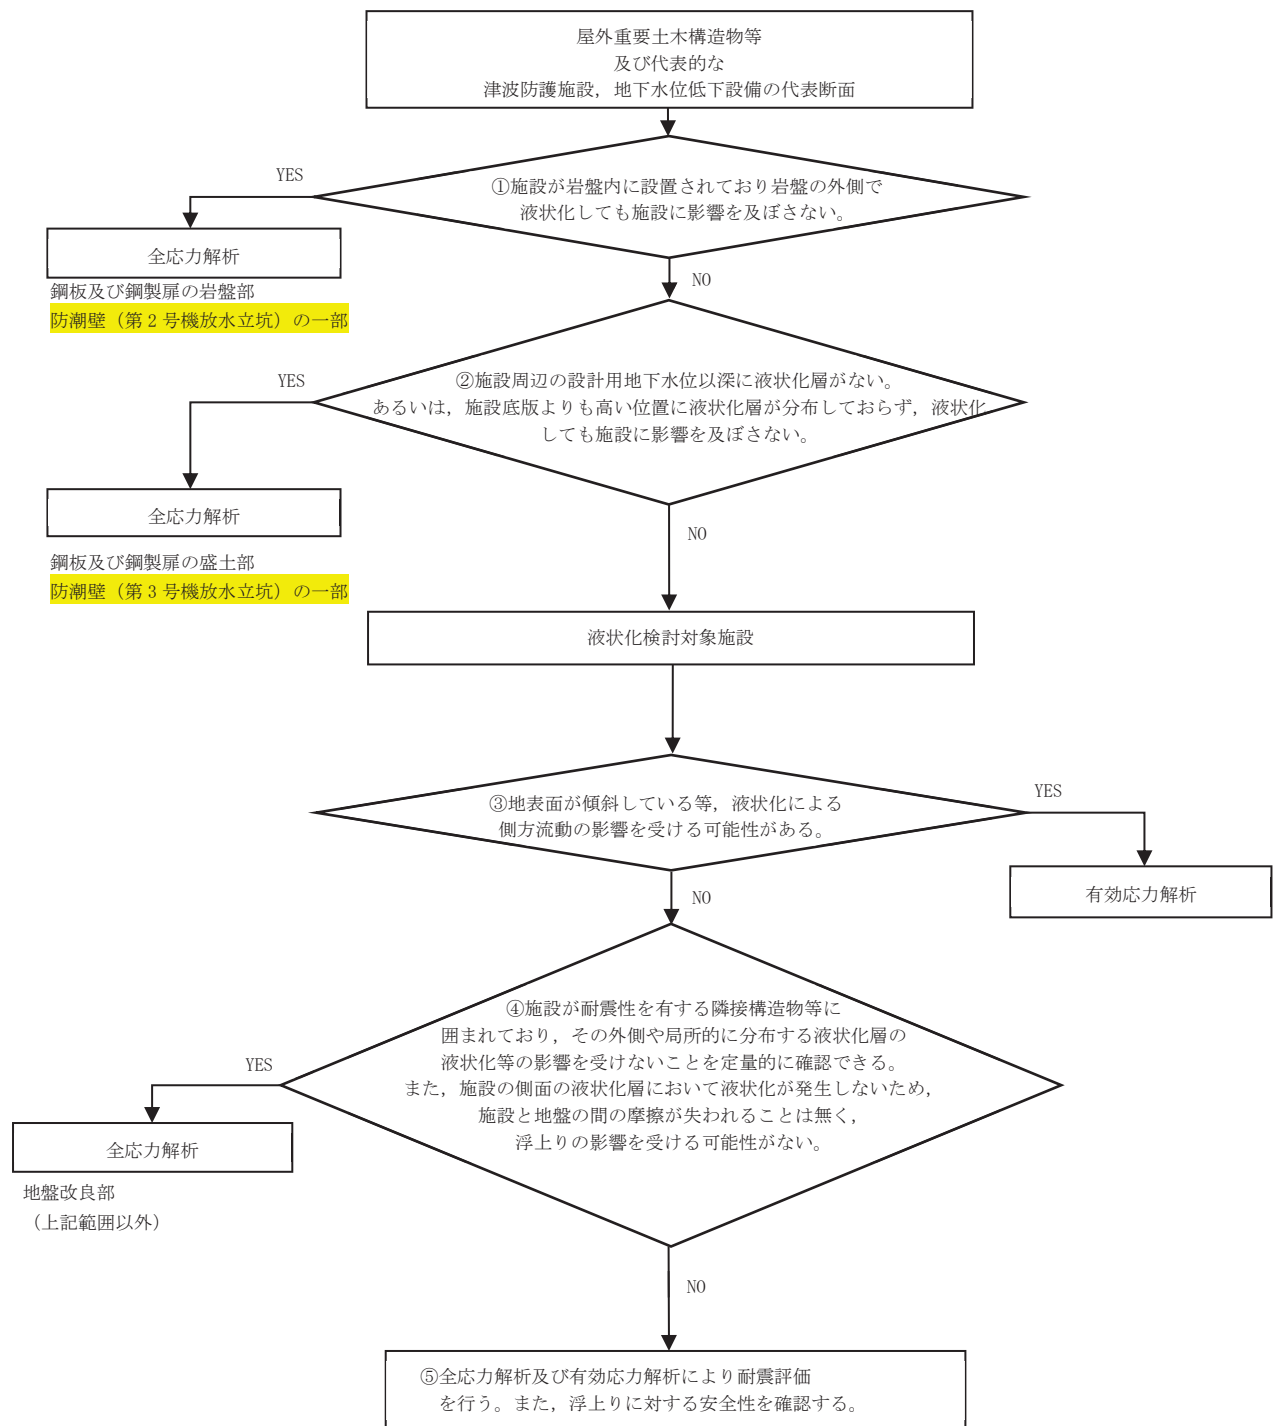 屋外重要土木構造物等
及び代表的な
津波防護施設，地下水位低下設備の代表断面
①施設が岩盤内に設置されており岩盤の外側で
液状化しても施設に影響を及ぼさない。
YES
全応力解析
鋼板及び鋼製扉の岩盤部
防潮壁（第２号機放水立坑）の一部
NO
②施設周辺の設計用地下水位以深に液状化層がない。
あるいは，施設底版よりも高い位置に液状化層が分布しておらず，液状化
しても施設に影響を及ぼさない。
YES
全応力解析
鋼板及び鋼製扉の盛土部
防潮壁（第３号機放水立坑）の一部
NO
液状化検討対象施設
③地表面が傾斜している等，液状化による
側方流動の影響を受ける可能性がある。
YES
有効応力解析
NO
④施設が耐震性を有する隣接構造物等に
囲まれており，その外側や局所的に分布する液状化層の
液状化等の影響を受けないことを定量的に確認できる。
また，施設の側面の液状化層において液状化が発生しないため，
施設と地盤の間の摩擦が失われることは無く，
浮上りの影響を受ける可能性がない。
YES
全応力解析
地盤改良部
（上記範囲以外）
NO
⑤全応力解析及び有効応力解析により耐震評価
を行う。また，浮上りに対する安全性を確認する。